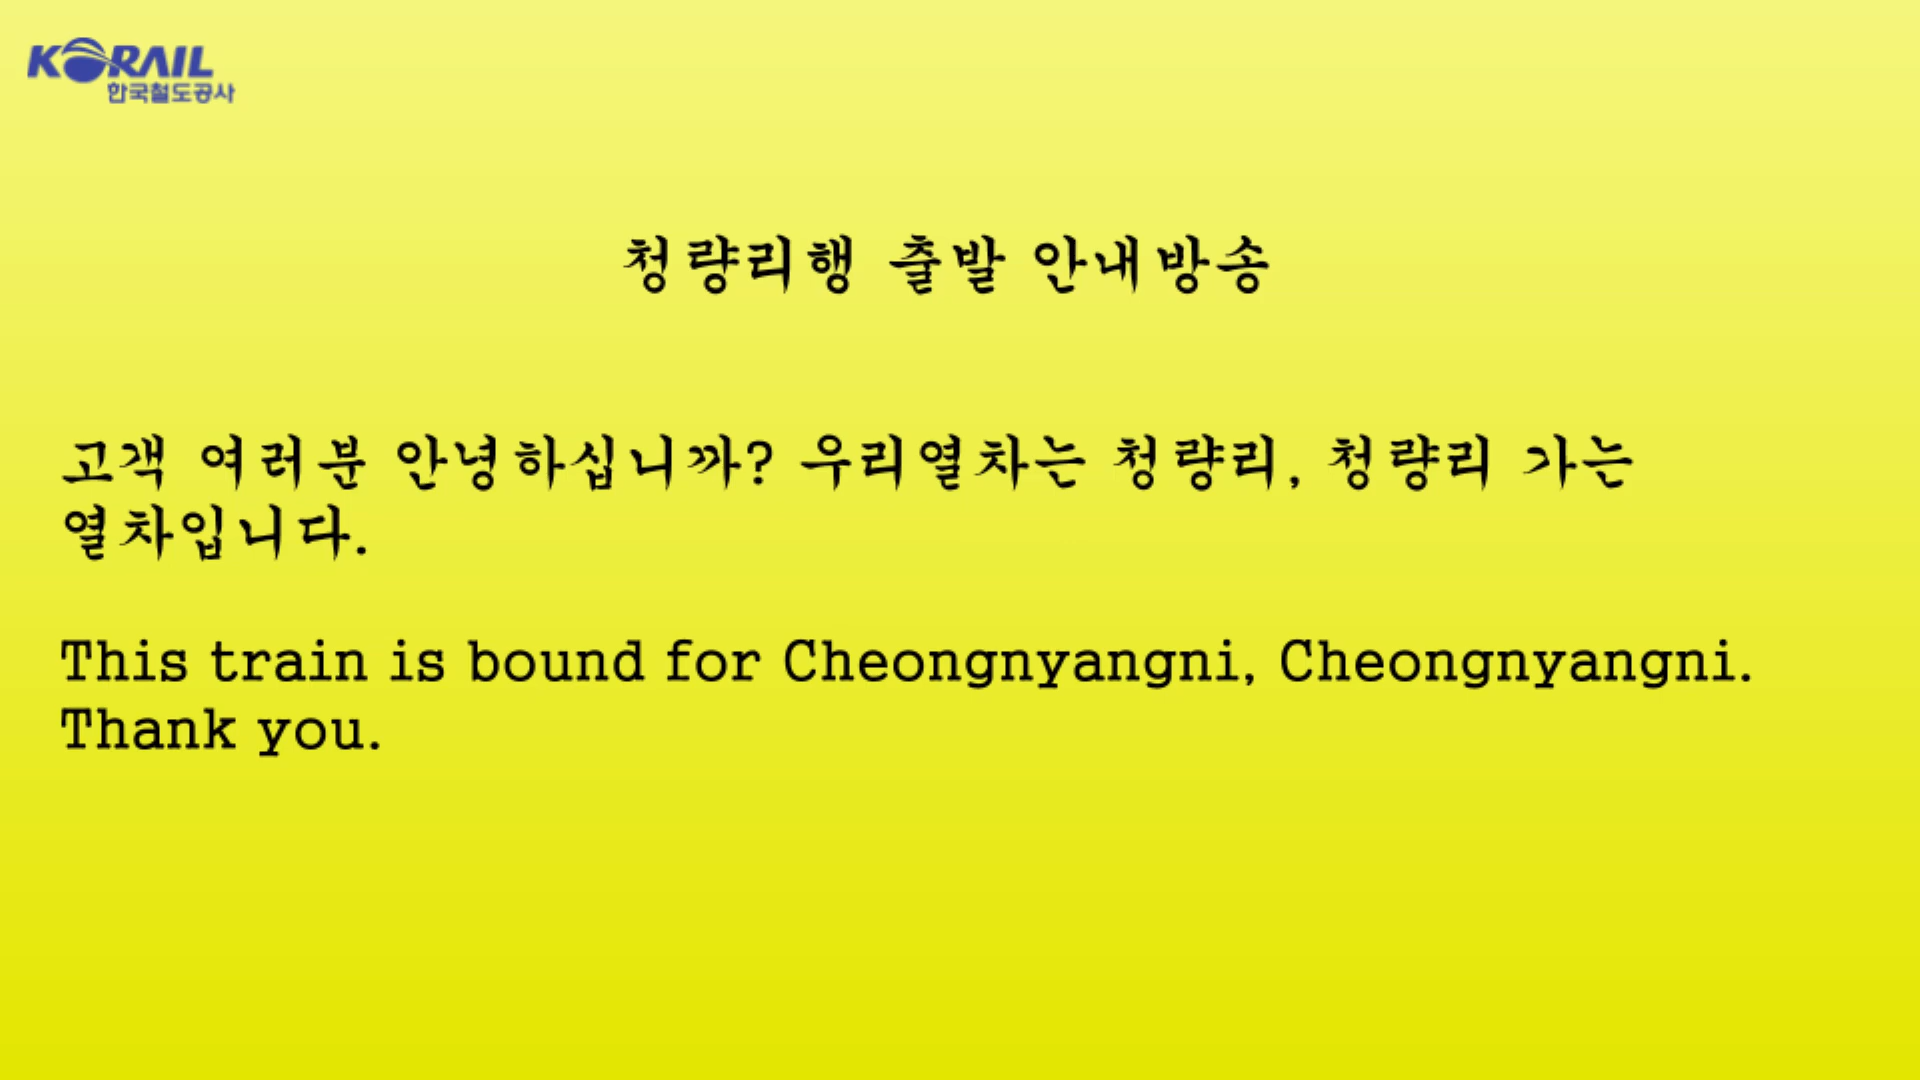 KORAIL
한국철도공사
청량리행 출발 안내방송
고객 여러분 안녕하십니까? 우리열차는 청량리, 청량리 가는
열차입니다.
This train is bound for Cheongnyangni, Cheongnyangni.
Thank you.